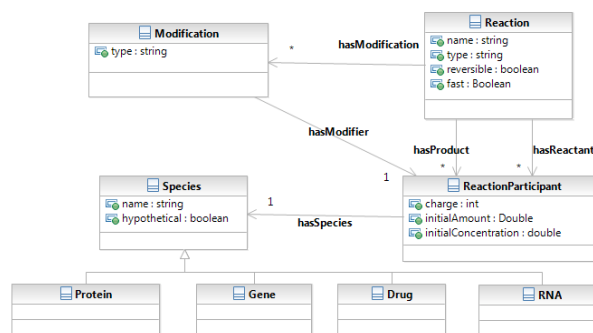 Modification
type : string
*
hasModification
Reaction
name : string
type : string
reversible : boolean
fast : Boolean
hasModifier
hasProduct
hasReactant
*
*
1
Species
name : string
hypothetical : boolean
1
hasSpecies
ReactionParticipant
charge : int
initialAmount : Double
initialConcentration : double
Protein
Gene
Drug
RNA